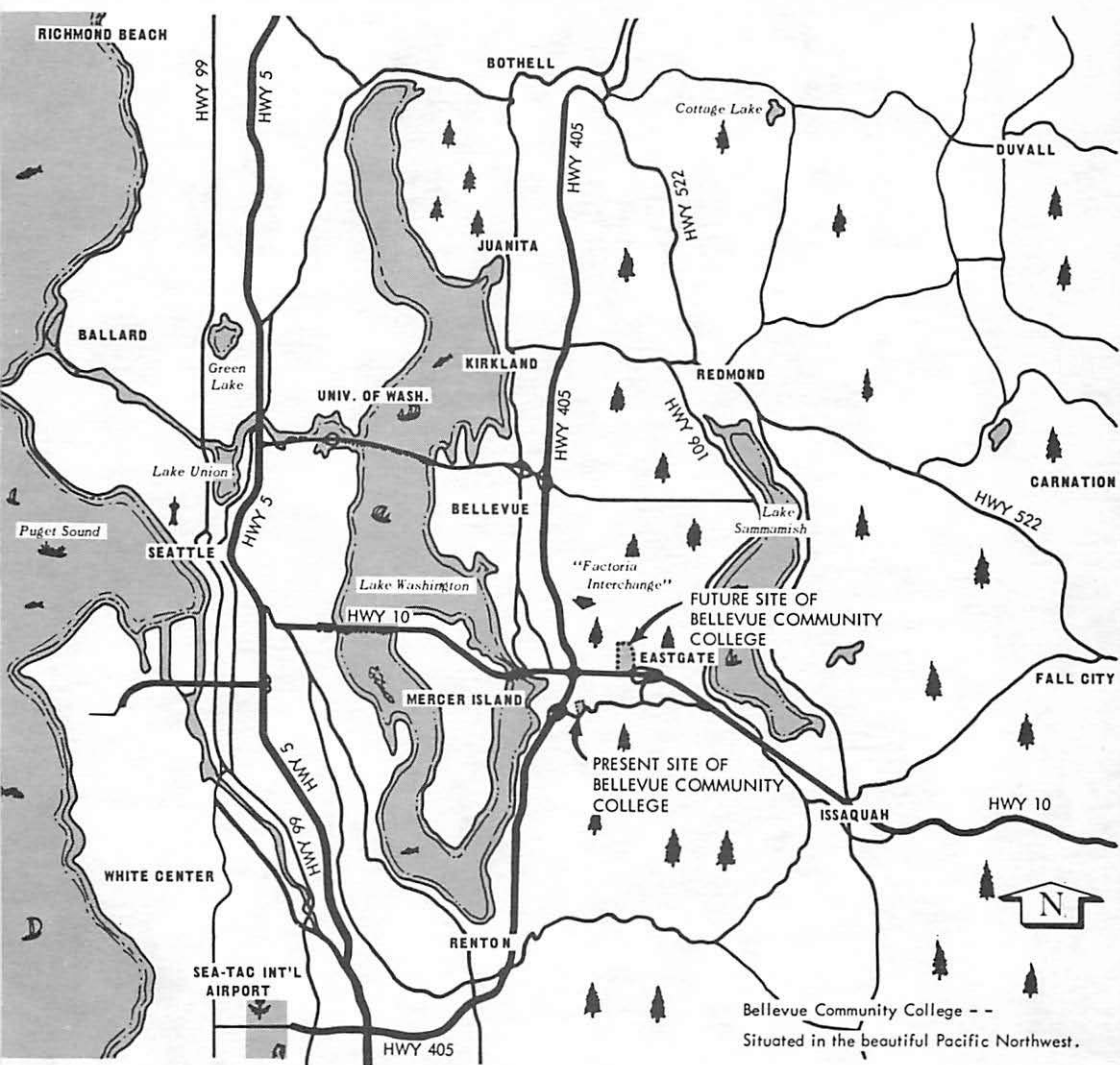 RICHMOND BEACH
HWY 99
HWY 5
BOTHELL
Cottage Lake
HWY 405
DUVALL
HWY 522
JUANITA
BALLARD
Green
Lake
KIRKLAND
REDMOND
UNIV. OF WASH.
HWY 405
HWY 901
Lake Union
CARNATION
BELLEVUE
HWY 522
Lake
Sammamish
Puget Sound
SEATTLE
HWY 5
"Factoria
Interchange"
Lake Washington
FUTURE SITE OF
BELLEVUE COMMUNITY
COLLEGE
HWY 10
EASTGATE
FALL CITY
MERCER ISLAND
HWY 5
PRESENT SITE OF
BELLEVUE COMMUNITY
COLLEGE
HWY 10
ISSAQUAH
HWY 99
WHITE CENTER
N
RENTON
SEA-TAC INT'L
AIRPORT
HWY 405
Bellevue Community College --
Situated in the beautiful Pacific Northwest.